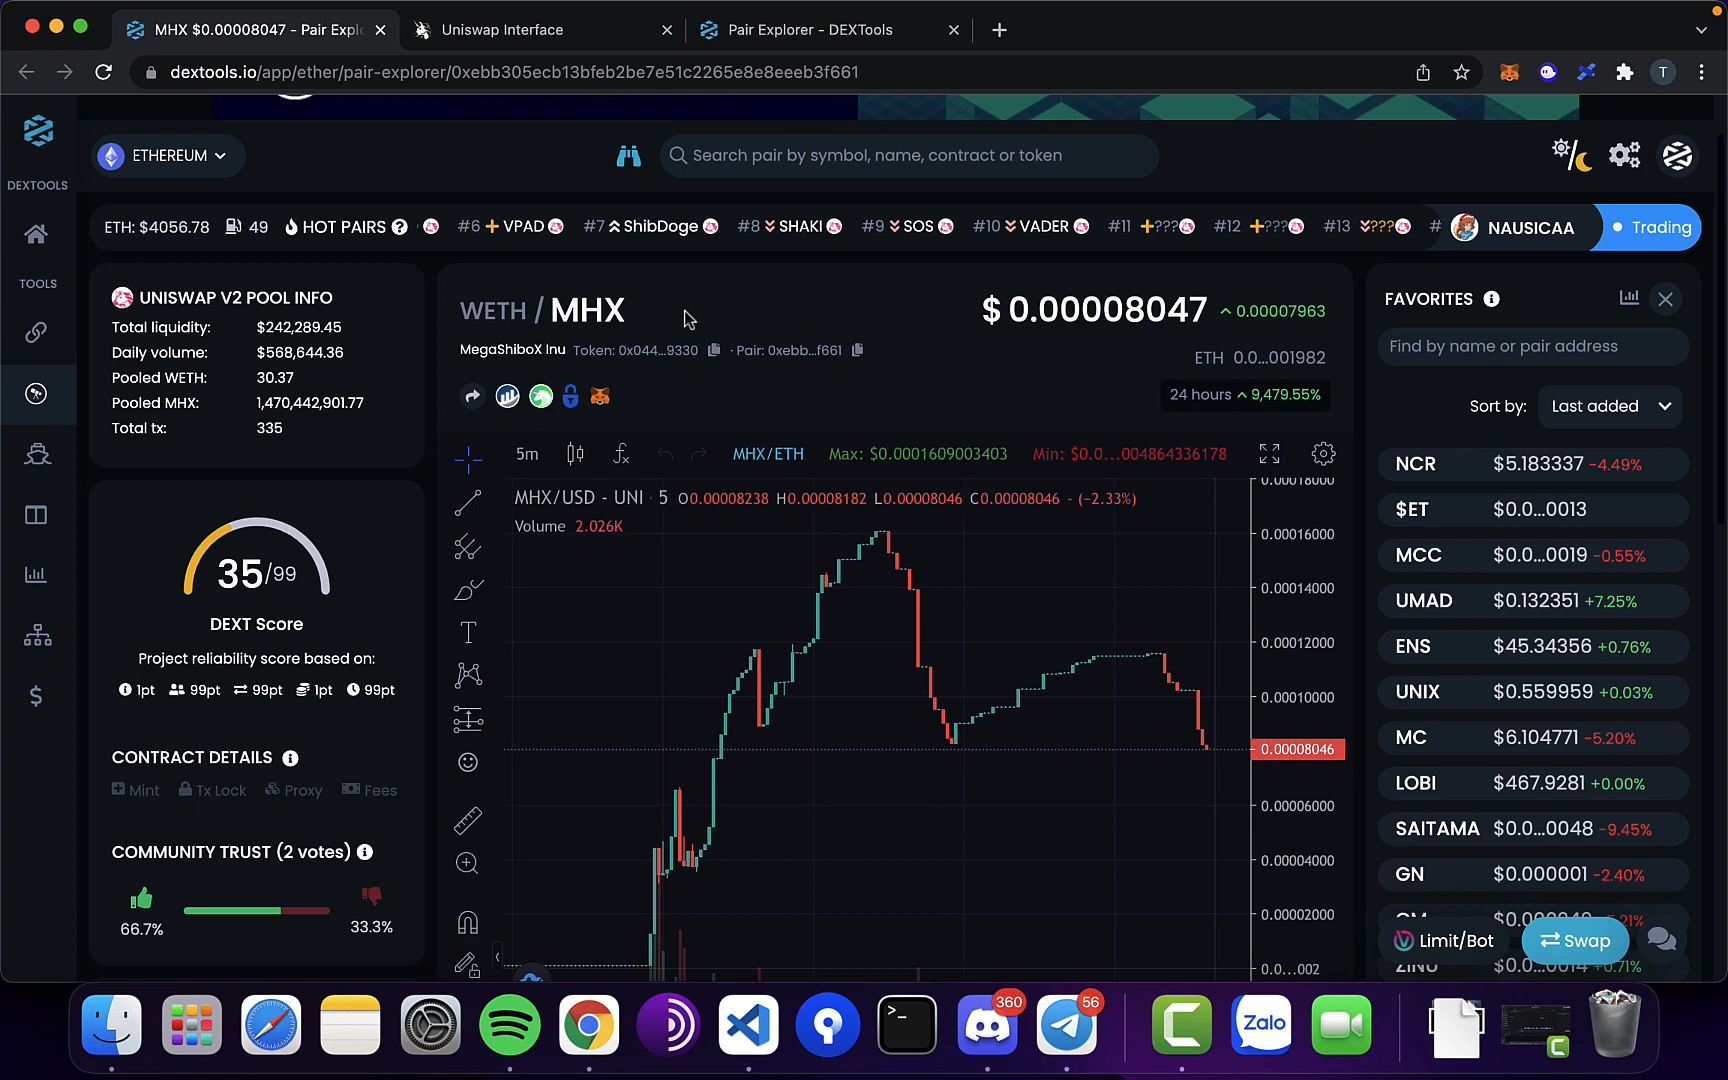 MHX $0.00008047 - Pair Explo
Uniswap Interface
Pair Explorer - DEXTools
dextools.io/app/ether/pair-explorer/0xebb305ecb13bfeb2be7e51c2265e8e8eeeb3f661
T
ETHEREUM
Search pair by symbol, name, contract or token
DEXTOOLS
TOOLS
ETH: $4056.78 49 HOT PAIRS ? #6 VPAD #7 ShibDoge #8 SHAKI #9 SOS #10 VADER #11 ??? #12 ??? #13 ??? # NAUSICAA Trading
UNISWAP V2 POOL INFO
Total liquidity: $242,289.45
Daily volume: $568,644.36
Pooled WETH: 30.37
Pooled MHX: 1,470,442,901.77
Total tx: 335
35/99
DEXT Score
Project reliability score based on:
1pt 99pt 99pt 1pt 99pt
CONTRACT DETAILS
Mint Tx Lock Proxy Fees
COMMUNITY TRUST (2 votes)
66.7% 33.3%
WETH / MHX
$ 0.00008047 0.00007963
MegaShiboX Inu Token: 0x044...9330 · Pair: 0xebb...f661
ETH 0.0...001982
24 hours 9,479.55%
5m MHX/ETH Max: $0.0001609003403 Min: $0.0...004864336178
MHX/USD - UNI · 5 O0.00008238 H0.00008182 L0.00008046 C0.00008046 - (−2.33%)
Volume 2.026K
0.00018000
0.00016000
0.00014000
0.00012000
0.00010000
0.00008046
0.00006000
0.00004000
0.00002000
0.0...002
FAVORITES
Find by name or pair address
Sort by: Last added
NCR $5.183337 -4.49%
$ET $0.0...0013
MCC $0.0...0019 -0.55%
UMAD $0.132351 +7.25%
ENS $45.34356 +0.76%
UNIX $0.559959 +0.03%
MC $6.104771 -5.20%
LOBI $467.9281 +0.00%
SAITAMA $0.0...0048 -9.45%
GN $0.000001 -2.40%
Limit/Bot Swap
ZINU $0.0...0014 +0.71%
360
56
Zalo